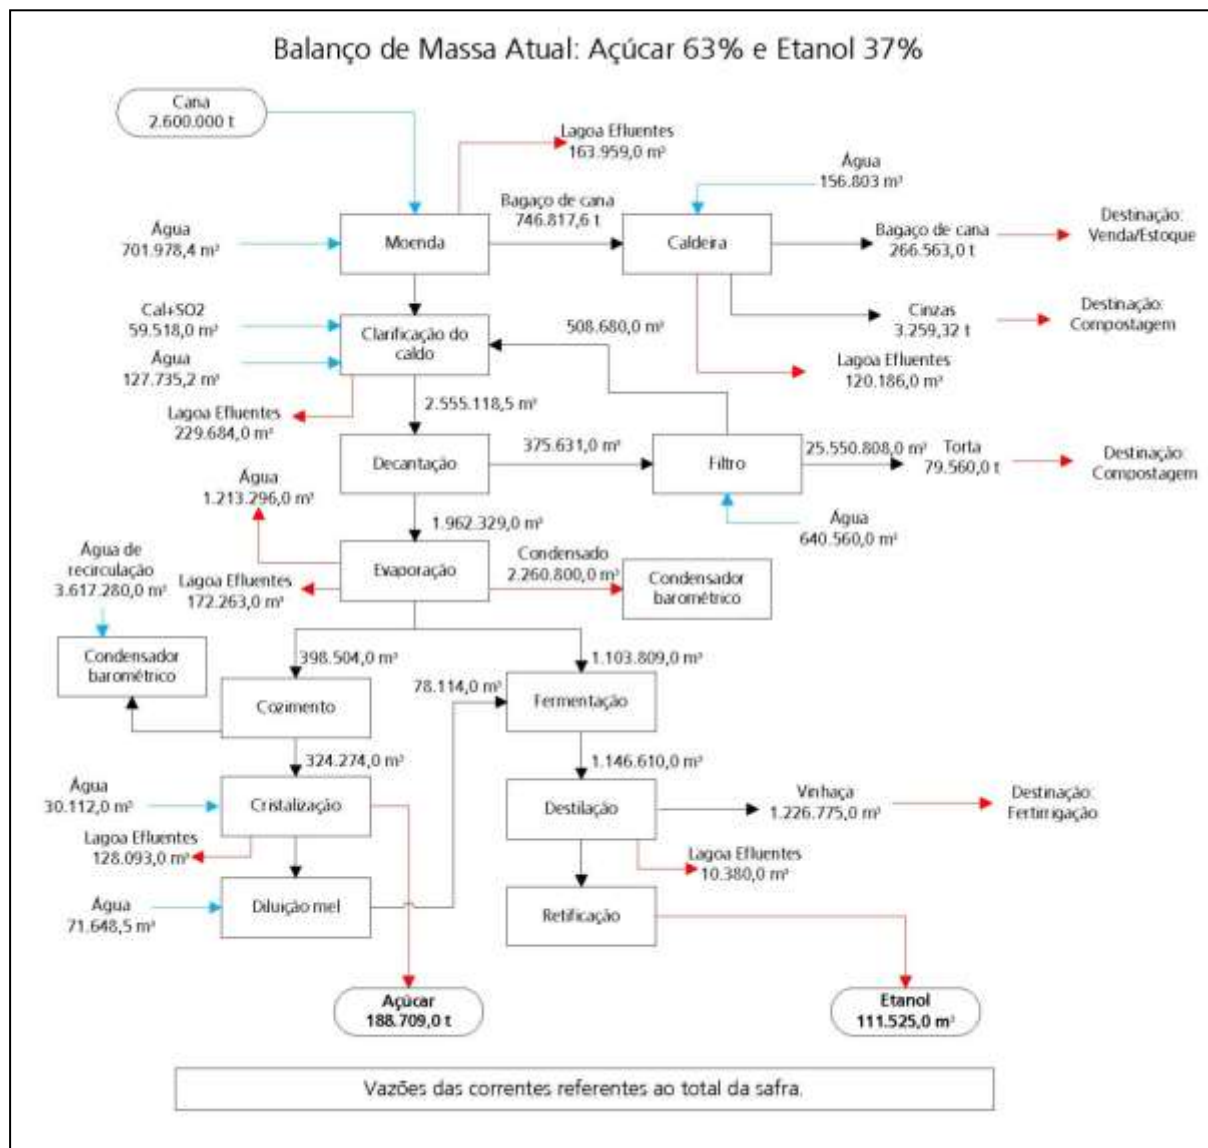 Balanço de Massa Atual: Açúcar 63% e Etanol 37%
Cana
2.600.000 t
Lagoa Efluentes
163.959,0 m³
Água
156.803 m³
Bagaço de cana
746.817,6 t
Água
701.978,4 m³
Moenda
Caldeira
Bagaço de cana
266.563,0 t
Destinação:
Venda/Estoque
Cal+SO2
59.518,0 m³
Água
127.735,2 m³
Clarificação do
caldo
508.680,0 m³
Cinzas
3.259,32 t
Destinação:
Compostagem
Lagoa Efluentes
120.186,0 m³
Lagoa Efluentes
229.684,0 m³
2.555.118,5 m³
Decantação
375.631,0 m³
Filtro
25.550.808,0 m³
Torta
79.560,0 t
Destinação:
Compostagem
Água
1.213.296,0 m³
1.962.329,0 m³
Água
640.560,0 m³
Água de
recirculação
3.617.280,0 m³
Lagoa Efluentes
172.263,0 m³
Evaporação
Condensado
2.260.800,0 m³
Condensador
barométrico
Condensador
barométrico
398.504,0 m³
1.103.809,0 m³
Cozimento
78.114,0 m³
Fermentação
324.274,0 m³
1.146.610,0 m³
Água
30.112,0 m³
Cristalização
Destilação
Vinhaça
1.226.775,0 m³
Destinação:
Fertirrigação
Lagoa Efluentes
128.093,0 m³
Lagoa Efluentes
10.380,0 m³
Água
71.648,5 m³
Diluição mel
Retificação
Açúcar
188.709,0 t
Etanol
111.525,0 m³
Vazões das correntes referentes ao total da safra.